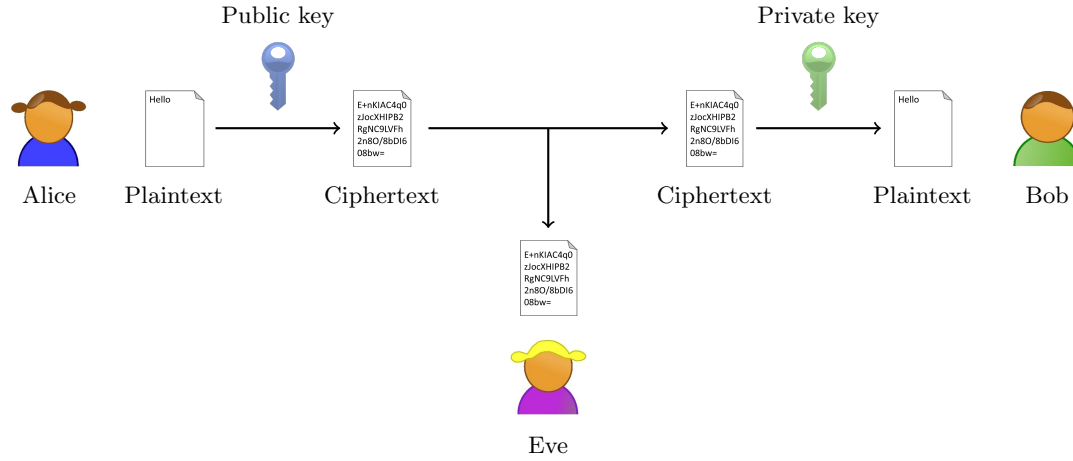 Public key
Private key
Hello
E+nKIAC4q0
zJocXHIPB2
RgNC9LVFh
2n8O/8bDI6
08bw=
E+nKIAC4q0
zJocXHIPB2
RgNC9LVFh
2n8O/8bDI6
08bw=
Hello
Alice
Plaintext
Ciphertext
Ciphertext
Plaintext
Bob
E+nKIAC4q0
zJocXHIPB2
RgNC9LVFh
2n8O/8bDI6
08bw=
Eve